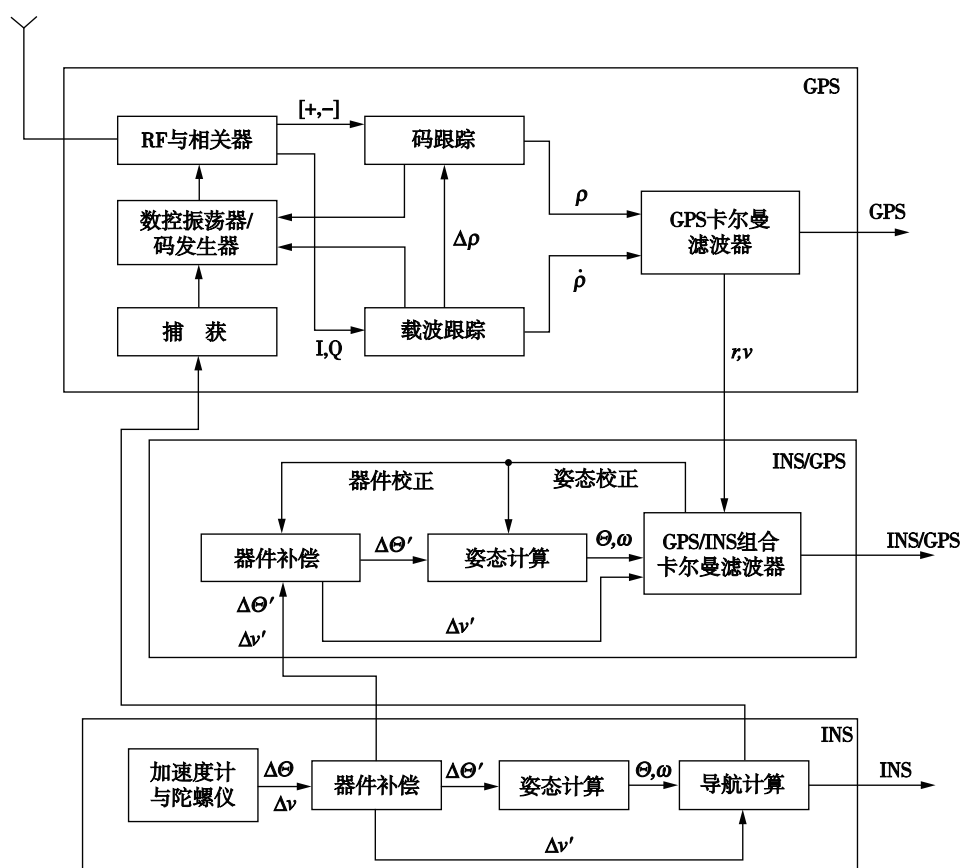 GPS
[+,−]
RF与相关器
码跟踪
ρ
数控振荡器/
码发生器
Δρ
GPS卡尔曼
滤波器
GPS
ρ̇
捕 获
I,Q
载波跟踪
r,v
INS/GPS
器件校正
姿态校正
器件补偿
ΔΘ′
姿态计算
Θ,ω
GPS/INS组合
卡尔曼滤波器
INS/GPS
ΔΘ′
Δv′
Δv′
INS
加速度计
与陀螺仪
ΔΘ
Δv
器件补偿
ΔΘ′
姿态计算
Θ,ω
导航计算
INS
Δv′